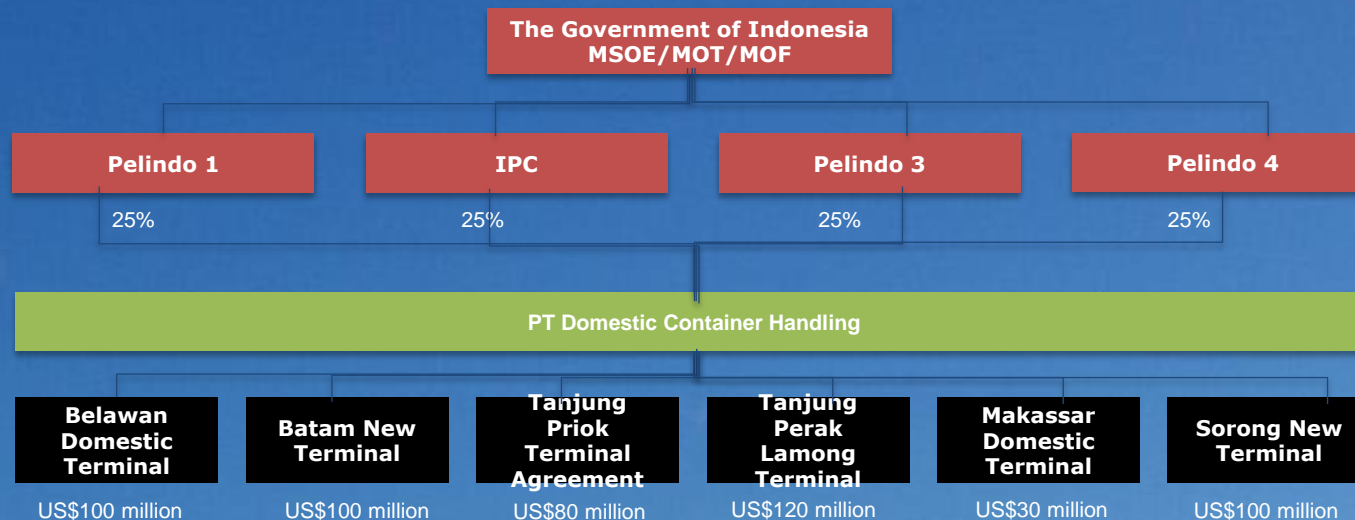 The Government of Indonesia
MSOE/MOT/MOF
Pelindo 1
IPC
Pelindo 3
Pelindo 4
25%
25%
25%
25%
PT Domestic Container Handling
Belawan
Domestic
Terminal
Batam New
Terminal
Tanjung
Priok
Terminal
Agreement
Tanjung
Perak
Lamong
Terminal
Makassar
Domestic
Terminal
Sorong New
Terminal
US$100 million
US$100 million
US$80 million
US$120 million
US$30 million
US$100 million